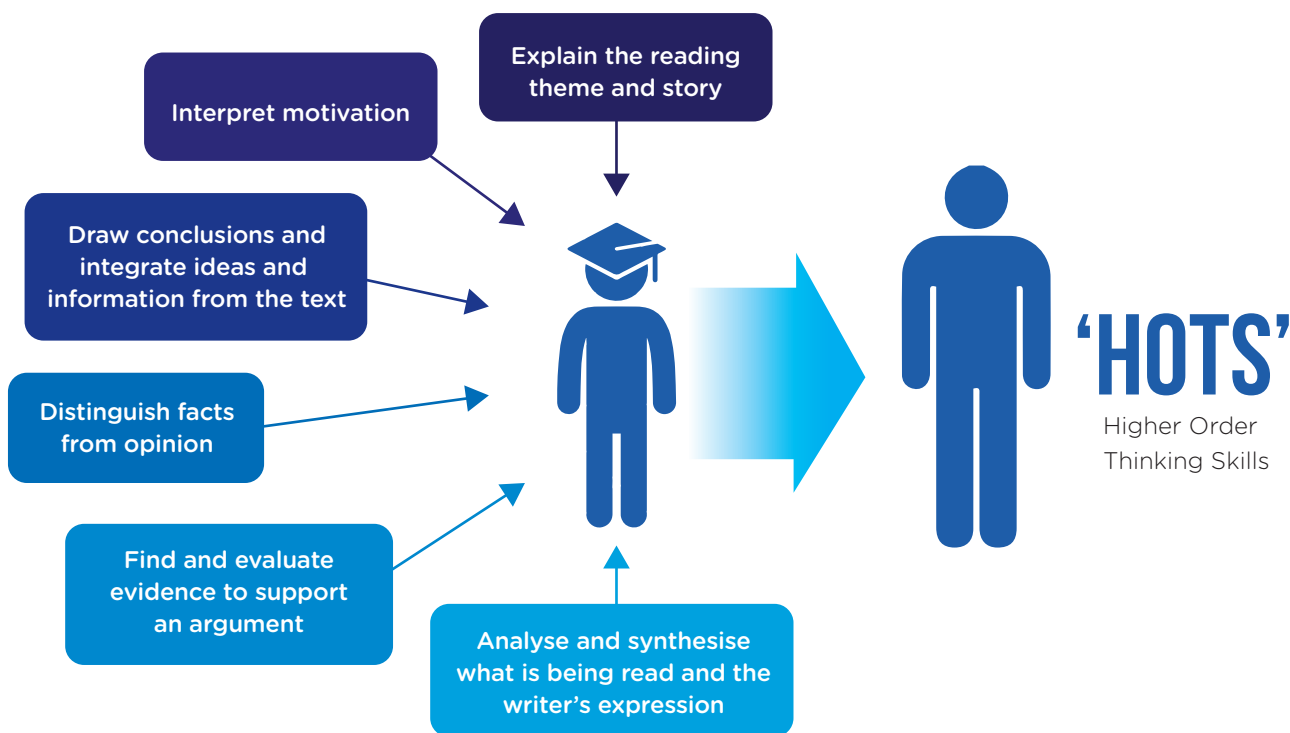 Explain the reading
theme and story
Interpret motivation
Draw conclusions and
integrate ideas and
information from the text
Distinguish facts
from opinion
Find and evaluate
evidence to support
an argument
Analyse and synthesise
what is being read and the
writer’s expression
‘HOTS’
Higher Order
Thinking Skills